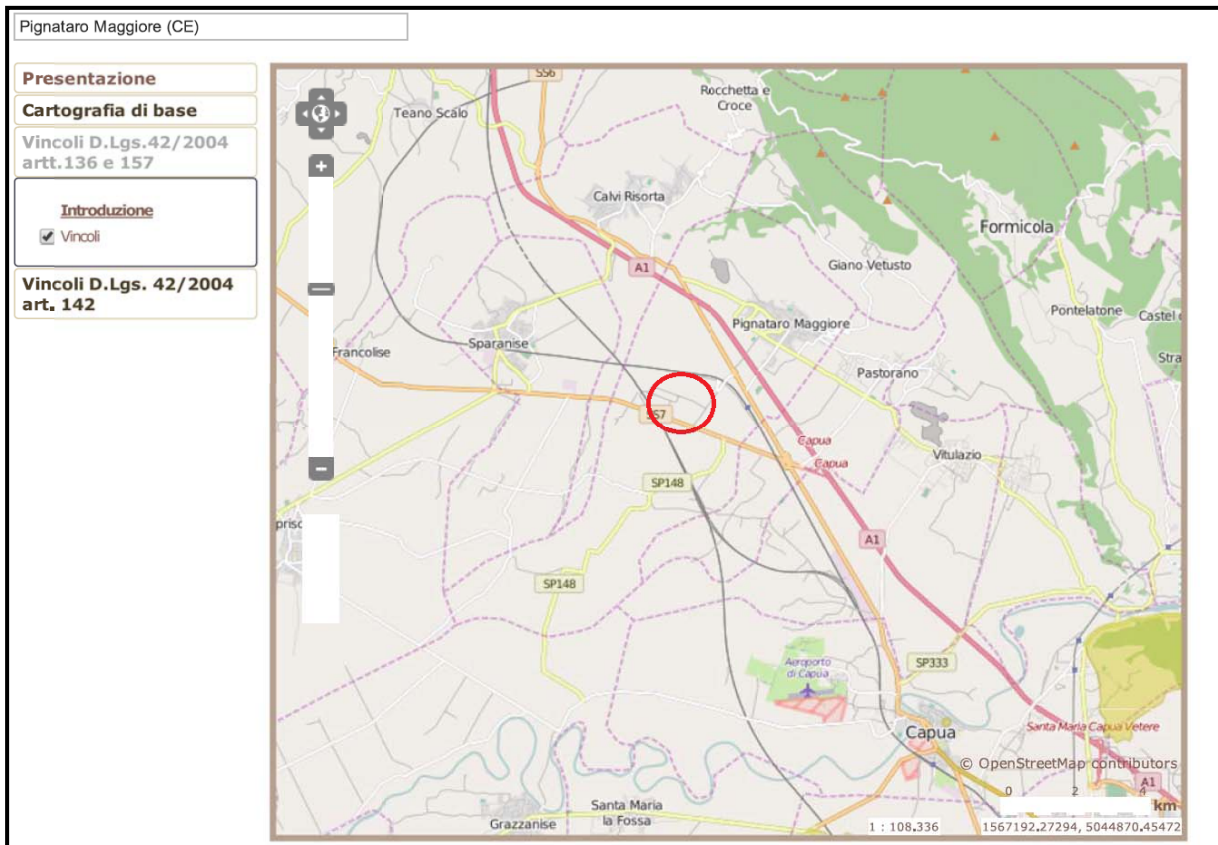 Pignataro Maggiore (CE)
Presentazione
Cartografia di base
Vincoli D.Lgs.42/2004
artt.136 e 157
Introduzione
Vincoli
Vincoli D.Lgs. 42/2004
art. 142
SS6
Teano Scalo
Rocchetta e
Croce
Calvi Risorta
Formicola
A1
Giano Vetusto
Pignataro Maggiore
Pontelatone
Castel
Francolise
Sparanise
Stra
Pastorano
SS7
Capua
Capua
Vitulazio
SP148
prisc
A1
SP148
Aeroporto
di Capua
SP333
Capua
Santa Maria Capua Vetere
© OpenStreetMap contributors
A1
0 2 4
km
Santa Maria
la Fossa
Grazzanise
1 : 108.336
1567192.27294, 5044870.45472